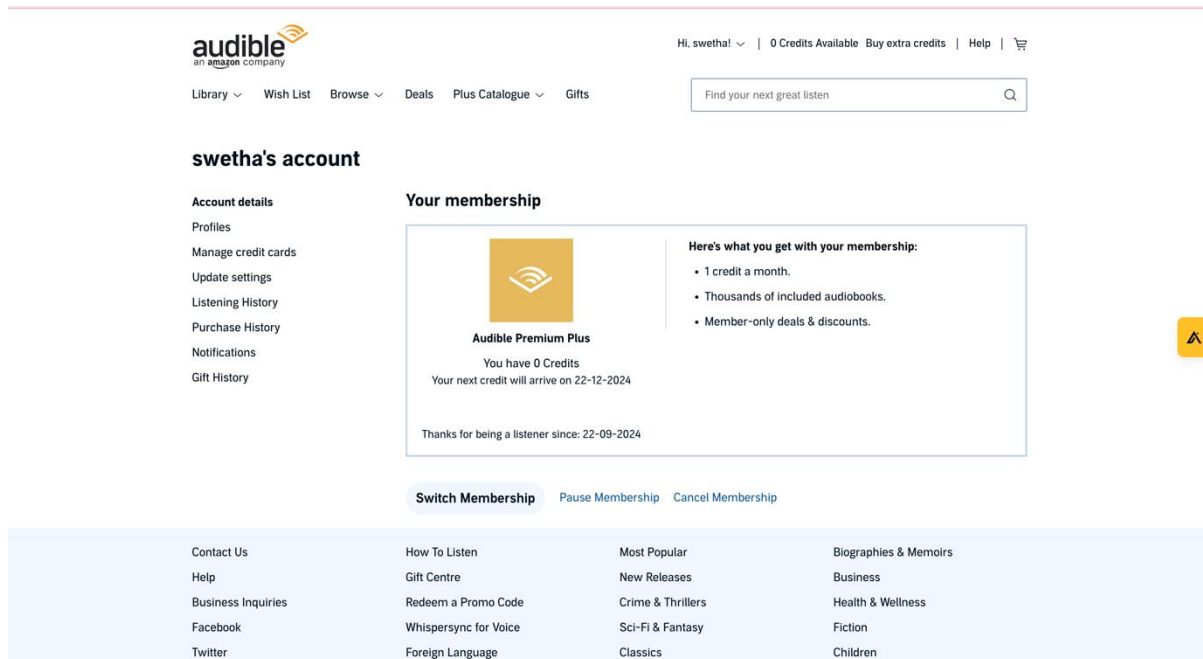 audible
an amazon company
Hi, swetha! | 0 Credits Available Buy extra credits | Help |
Library Wish List Browse Deals Plus Catalogue Gifts
Find your next great listen
swetha's account
Account details
Profiles
Manage credit cards
Update settings
Listening History
Purchase History
Notifications
Gift History
Your membership
Audible Premium Plus
You have 0 Credits
Your next credit will arrive on 22-12-2024
Thanks for being a listener since: 22-09-2024
Here's what you get with your membership:
• 1 credit a month.
• Thousands of included audiobooks.
• Member-only deals & discounts.
Switch Membership Pause Membership Cancel Membership
Contact Us
Help
Business Inquiries
Facebook
Twitter
How To Listen
Gift Centre
Redeem a Promo Code
Whispersync for Voice
Foreign Language
Most Popular
New Releases
Crime & Thrillers
Sci-Fi & Fantasy
Classics
Biographies & Memoirs
Business
Health & Wellness
Fiction
Children